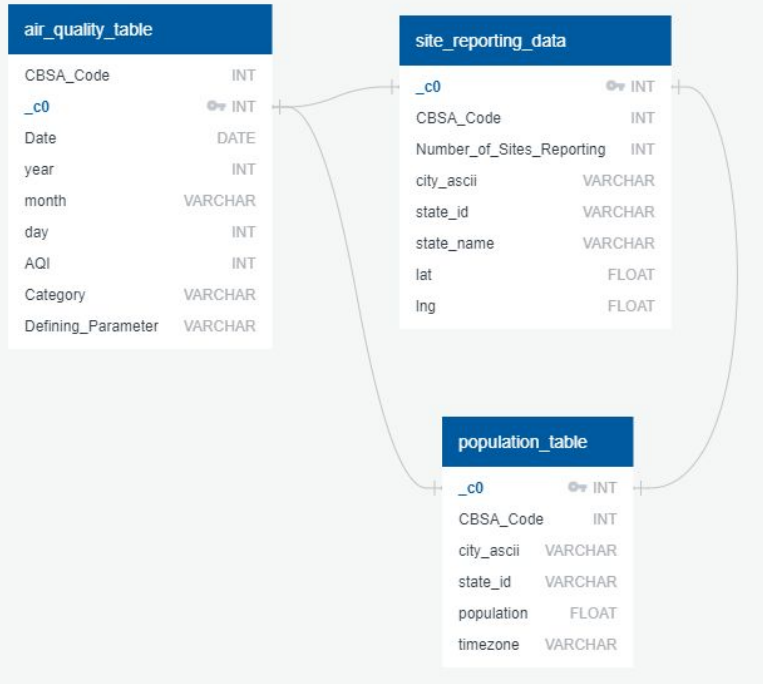 air_quality_table
CBSA_Code INT
_c0 INT
Date DATE
year INT
month VARCHAR
day INT
AQI INT
Category VARCHAR
Defining_Parameter VARCHAR
site_reporting_data
_c0 INT
CBSA_Code INT
Number_of_Sites_Reporting INT
city_ascii VARCHAR
state_id VARCHAR
state_name VARCHAR
lat FLOAT
lng FLOAT
population_table
_c0 INT
CBSA_Code INT
city_ascii VARCHAR
state_id VARCHAR
population FLOAT
timezone VARCHAR